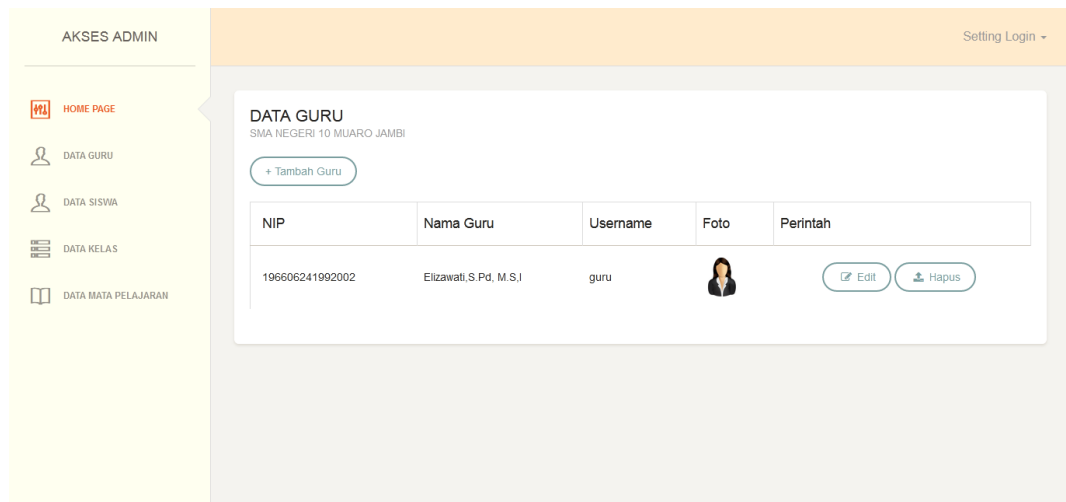 AKSES ADMIN
Setting Login
HOME PAGE
DATA GURU
DATA SISWA
DATA KELAS
DATA MATA PELAJARAN
DATA GURU
SMA NEGERI 10 MUARO JAMBI
+ Tambah Guru
NIP Nama Guru Username Foto Perintah
196606241992002 Elizawati,S.Pd, M.S,I guru Edit Hapus